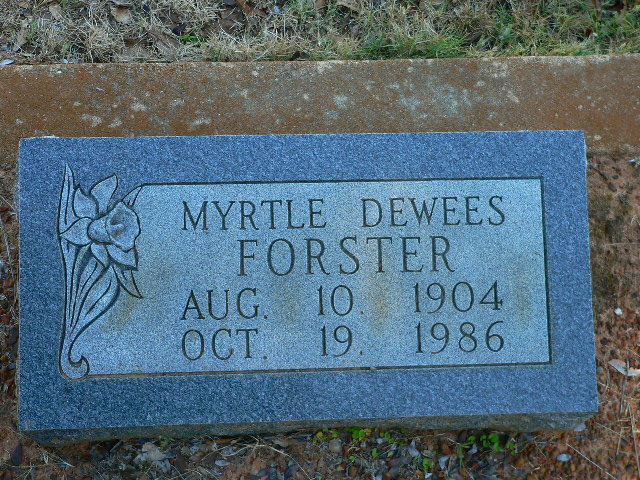 MYRTLE DEWEES
FORSTER
AUG. 10. 1904
OCT. 19. 1986